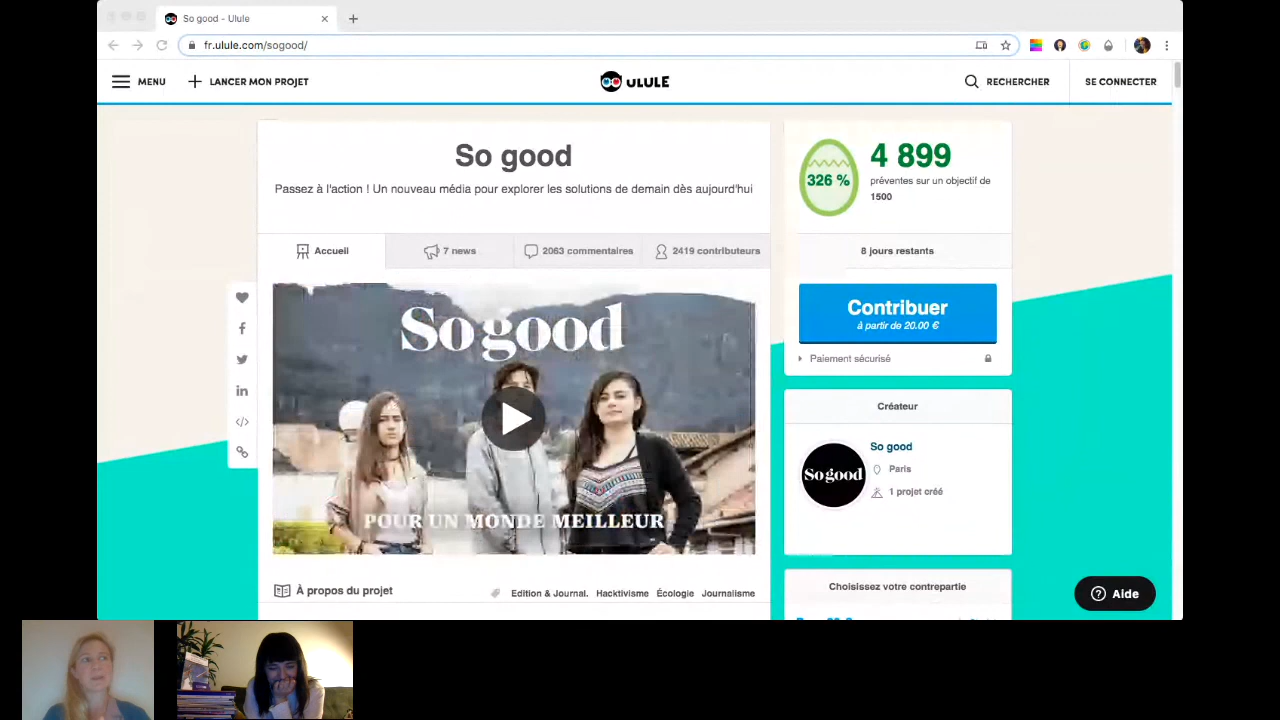 So good - Ulule
fr.ulule.com/sogood/
MENU
LANCER MON PROJET
ULULE
RECHERCHER
SE CONNECTER
So good
Passez à l'action ! Un nouveau média pour explorer les solutions de demain dès aujourd'hui
Accueil
7 news
2063 commentaires
2419 contributeurs
So good
POUR UN MONDE MEILLEUR
À propos du projet
Edition & Journal. Hacktivisme Écologie Journalisme
326 %
4 899
préventes sur un objectif de
1500
8 jours restants
Contribuer
à partir de 20.00 €
Paiement sécurisé
Créateur
So good
So good
Paris
1 projet créé
Choisissez votre contrepartie
Aide